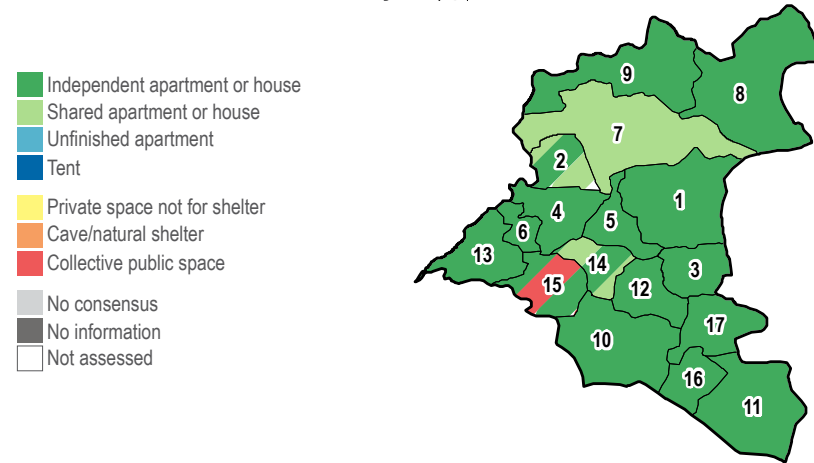 Independent apartment or house
Shared apartment or house
Unfinished apartment
Tent
Private space not for shelter
Cave/natural shelter
Collective public space
No consensus
No information
Not assessed
9
8
7
2
1
4
5
6
13
14
3
15
12
17
10
16
11